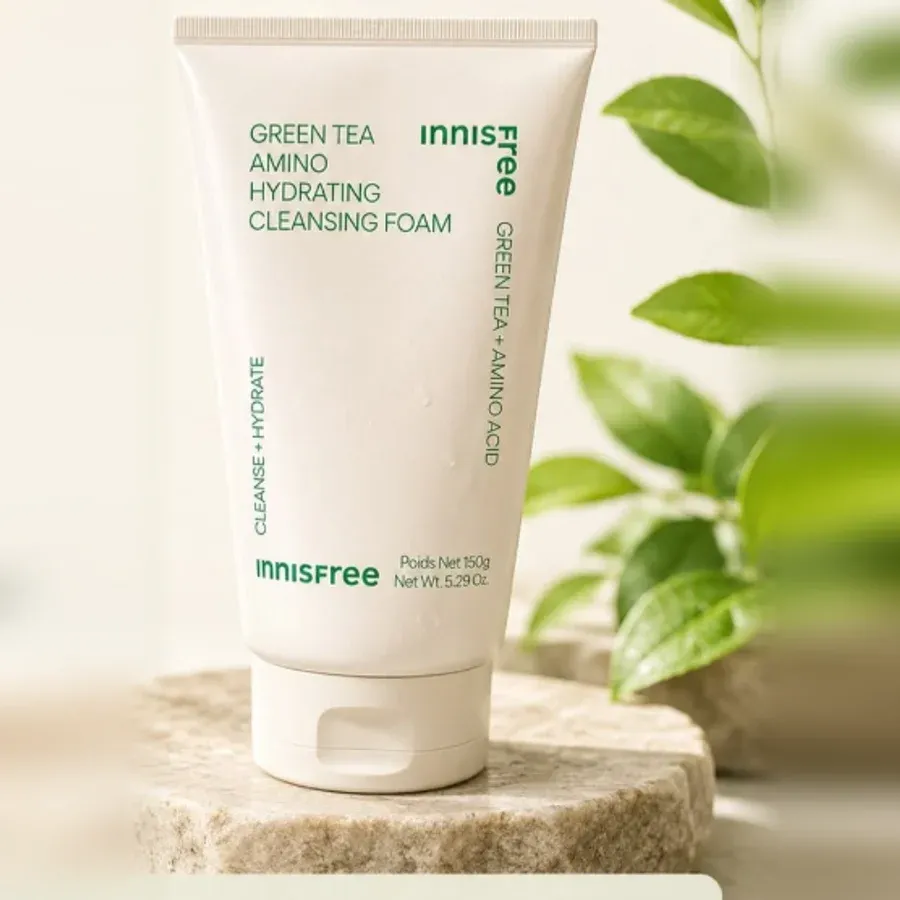 GREEN TEA
AMINO
HYDRATING
CLEANSING FOAM
innisfree
GREEN TEA + AMINO ACID
CLEANSE + HYDRATE
innisfree
Poids Net 150g
Net Wt. 5.29 Oz.